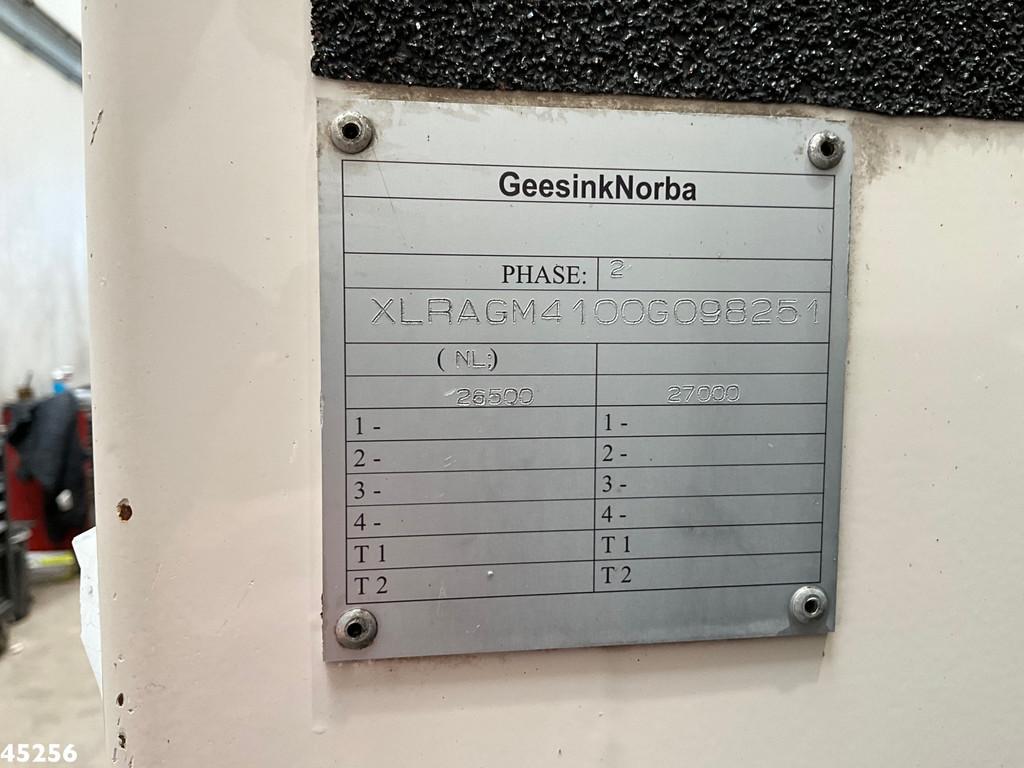 GeesinkNorba
PHASE: 2
XLRAGM4100G098251
( NL;)
26500 27000
1 - 1 -
2 - 2 -
3 - 3 -
4 - 4 -
T 1 T 1
T 2 T 2
45256